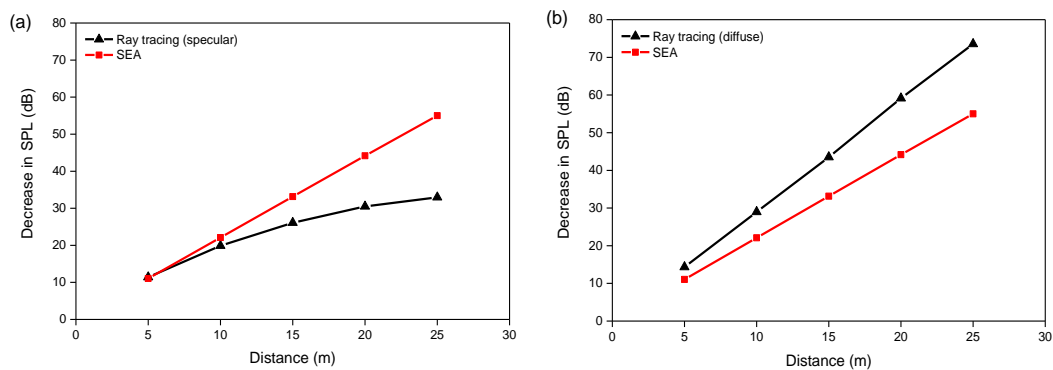 (a)
80
70
60
50
40
30
20
10
0
Decrease in SPL (dB)
Ray tracing (specular)
SEA
0 5 10 15 20 25 30
Distance (m)
(b)
80
70
60
50
40
30
20
10
0
Decrease in SPL (dB)
Ray tracing (diffuse)
SEA
0 5 10 15 20 25 30
Distance (m)